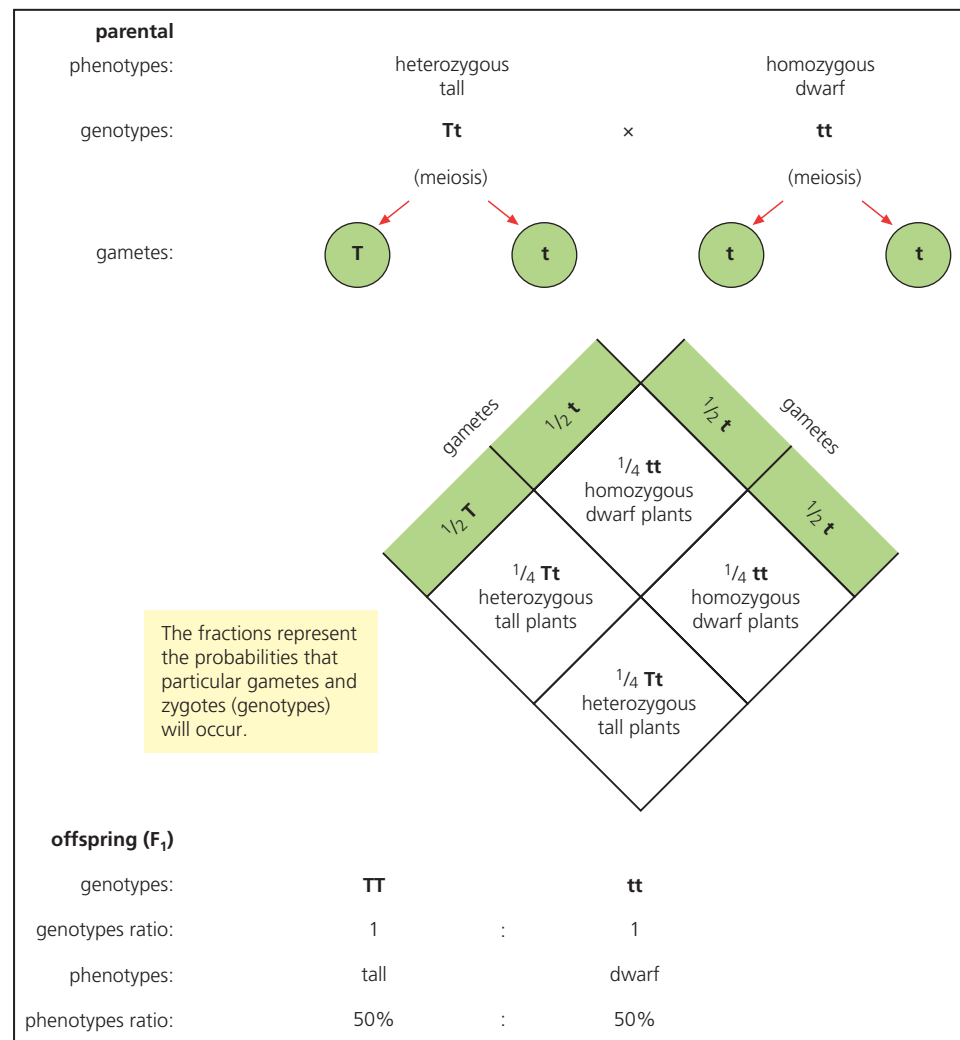 parental
phenotypes: heterozygous tall homozygous dwarf
genotypes: Tt × tt
(meiosis) (meiosis)
gametes: T t t t
gametes gametes
1/2 t 1/2 t
1/2 T 1/2 t
1/4 tt
homozygous
dwarf plants
1/4 Tt
heterozygous
tall plants
1/4 tt
homozygous
dwarf plants
1/4 Tt
heterozygous
tall plants
The fractions represent
the probabilities that
particular gametes and
zygotes (genotypes)
will occur.
offspring (F₁)
genotypes: TT tt
genotypes ratio: 1 : 1
phenotypes: tall dwarf
phenotypes ratio: 50% : 50%